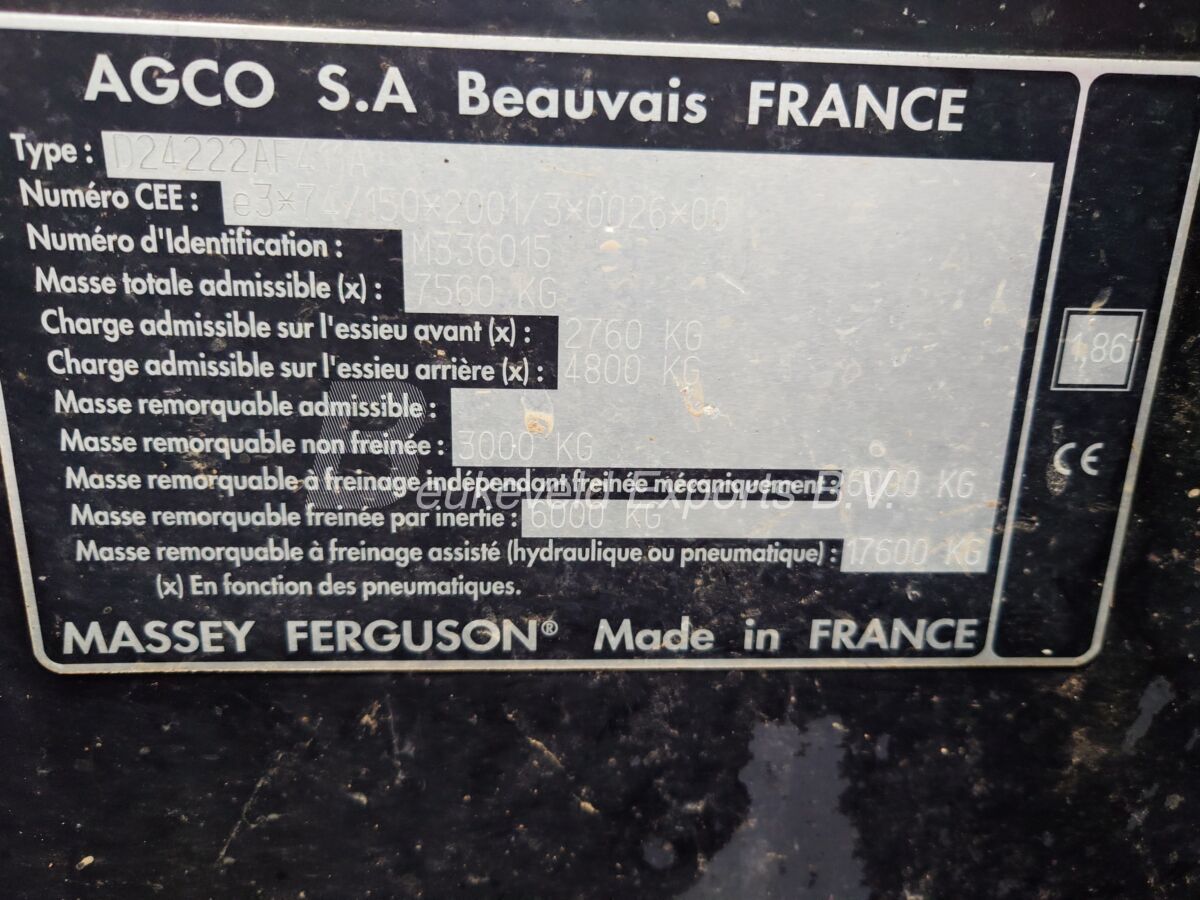 AGCO S.A Beauvais FRANCE
Type :
Numéro CEE : e3*74/150*2001/3*0026*00
Numéro d'Identification : M336015
Masse totale admissible (x) : 7560 KG
Charge admissible sur l'essieu avant (x) : 2760 KG
Charge admissible sur l'essieu arrière (x) : 4800 KG
1,86
Masse remorquable admissible :
Masse remorquable non freinée : 3000 KG
CE
Masse remorquable à freinage indépendant freinée mécaniquement : 6000 KG
Beukeveld Exports B.V.
Masse remorquable freinée par inertie : 6000 KG
Masse remorquable à freinage assisté (hydraulique ou pneumatique) : 17600 KG
(x) En fonction des pneumatiques.
MASSEY FERGUSON® Made in FRANCE